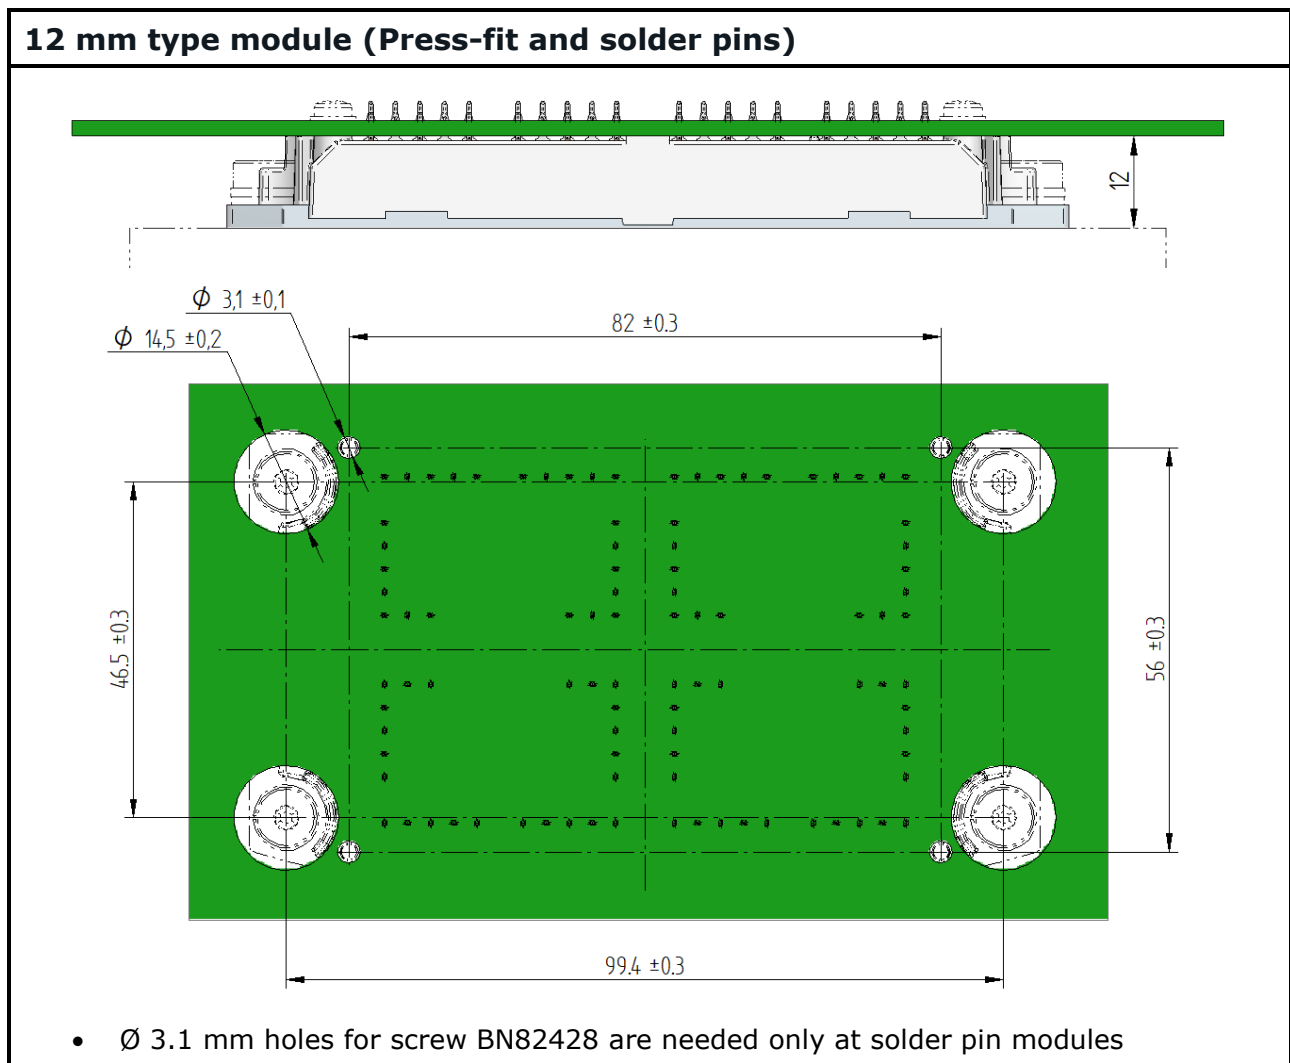 12 mm type module (Press-fit and solder pins)
12
ϕ 3,1 ±0,1
82 ±0.3
ϕ 14,5 ±0,2
46.5 ±0.3
56 ±0.3
99.4 ±0.3
• Ø 3.1 mm holes for screw BN82428 are needed only at solder pin modules